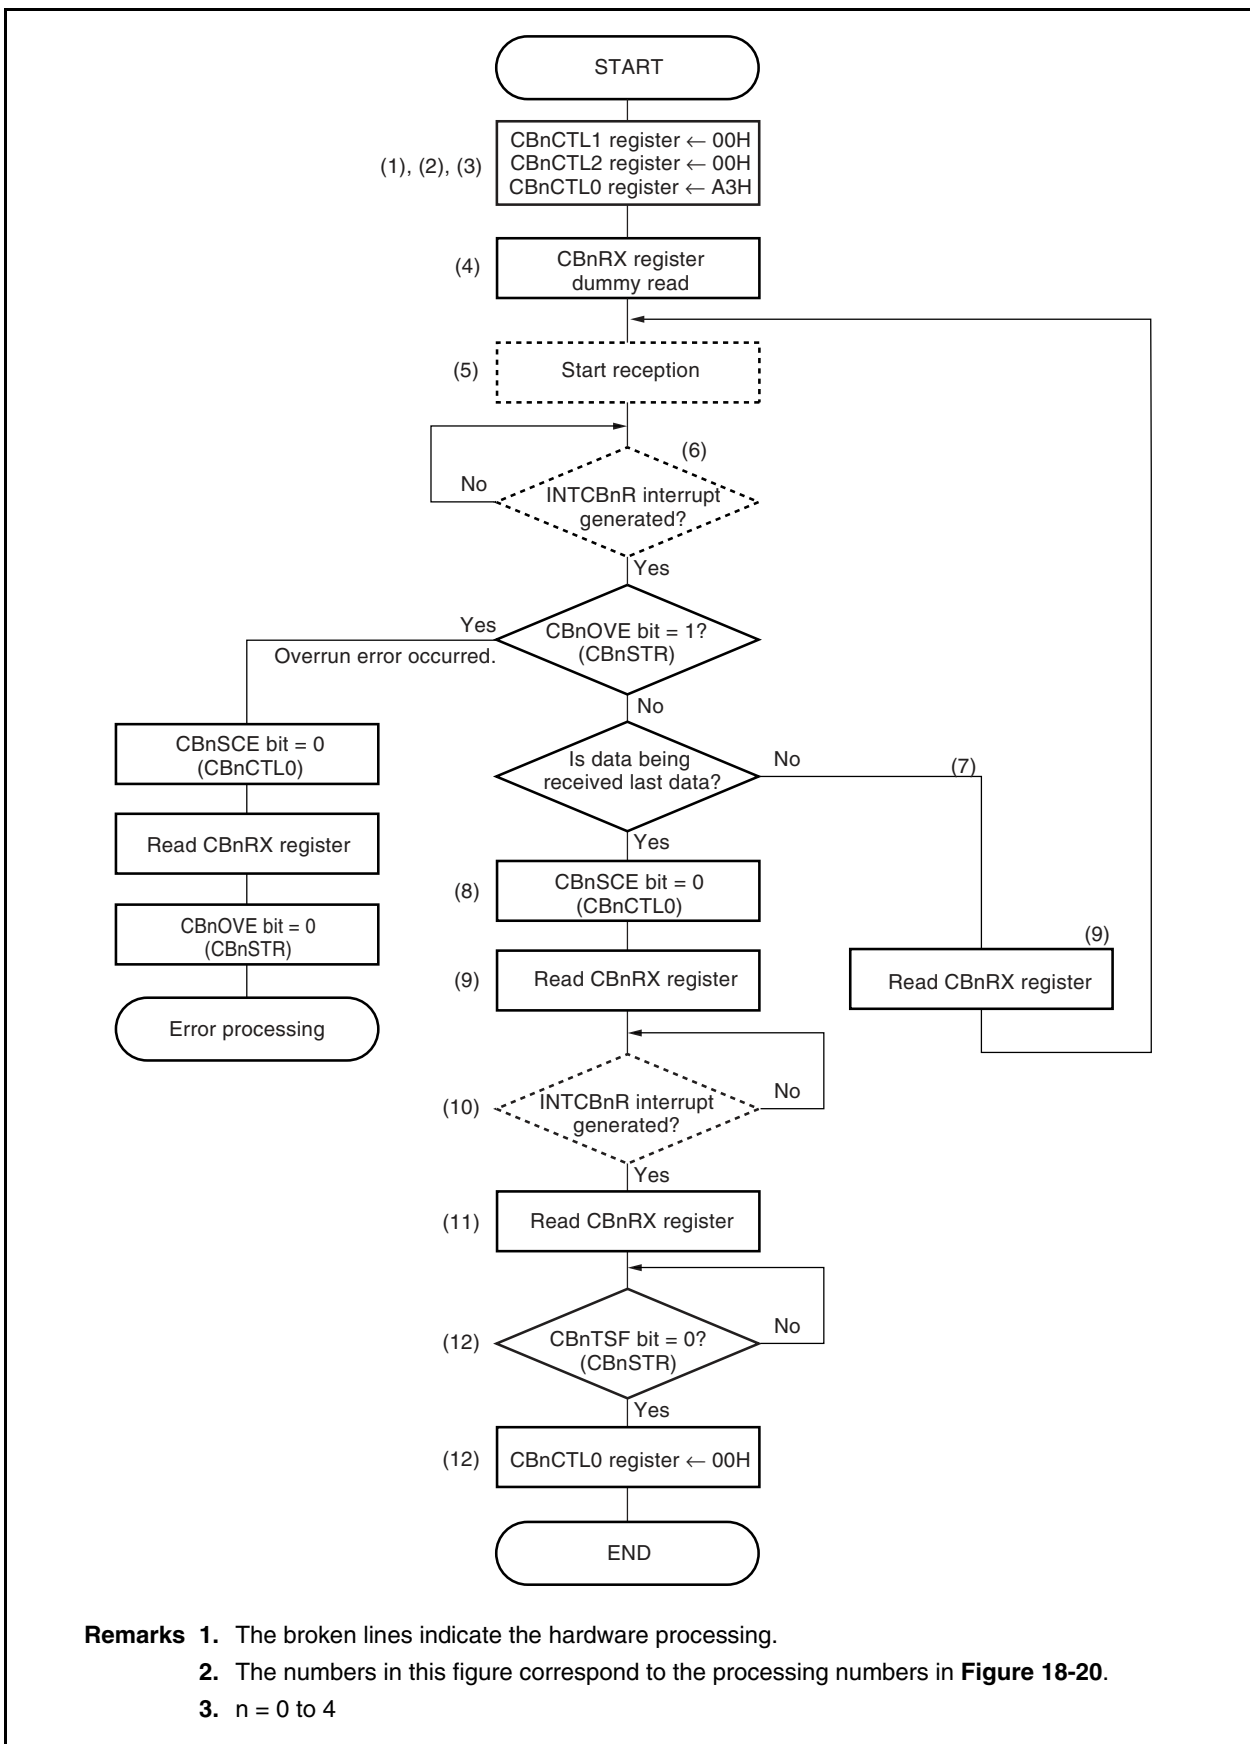 START
CBnCTL1 register ← 00H
CBnCTL2 register ← 00H
CBnCTL0 register ← A3H
(1), (2), (3)
CBnRX register
dummy read
(4)
Start reception
(5)
(6)
No
INTCBnR interrupt
generated?
Yes
Yes
CBnOVE bit = 1?
(CBnSTR)
Overrun error occurred.
No
CBnSCE bit = 0
(CBnCTL0)
Read CBnRX register
CBnOVE bit = 0
(CBnSTR)
Error processing
Is data being
received last data?
No
(7)
Yes
(8)
CBnSCE bit = 0
(CBnCTL0)
(9)
Read CBnRX register
(9)
Read CBnRX register
(10)
INTCBnR interrupt
generated?
No
Yes
(11)
Read CBnRX register
(12)
CBnTSF bit = 0?
(CBnSTR)
No
Yes
(12)
CBnCTL0 register ← 00H
END
Remarks 1. The broken lines indicate the hardware processing.
2. The numbers in this figure correspond to the processing numbers in Figure 18-20.
3. n = 0 to 4